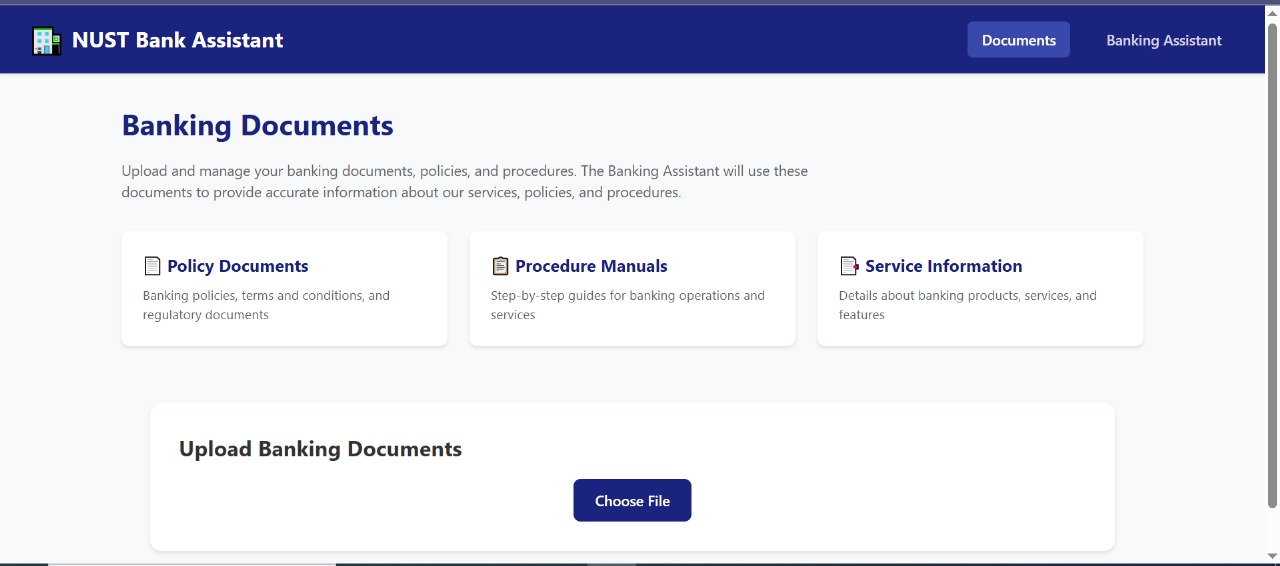 NUST Bank Assistant
Documents
Banking Assistant
Banking Documents
Upload and manage your banking documents, policies, and procedures. The Banking Assistant will use these
documents to provide accurate information about our services, policies, and procedures.
Policy Documents
Banking policies, terms and conditions, and
regulatory documents
Procedure Manuals
Step-by-step guides for banking operations and
services
Service Information
Details about banking products, services, and
features
Upload Banking Documents
Choose File